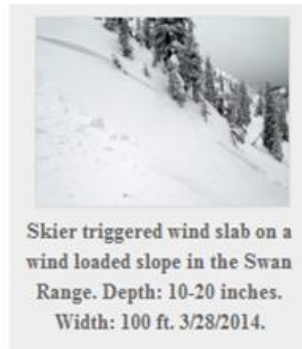 Skier triggered wind slab on a
wind loaded slope in the Swan
Range. Depth: 10-20 inches.
Width: 100 ft. 3/28/2014.